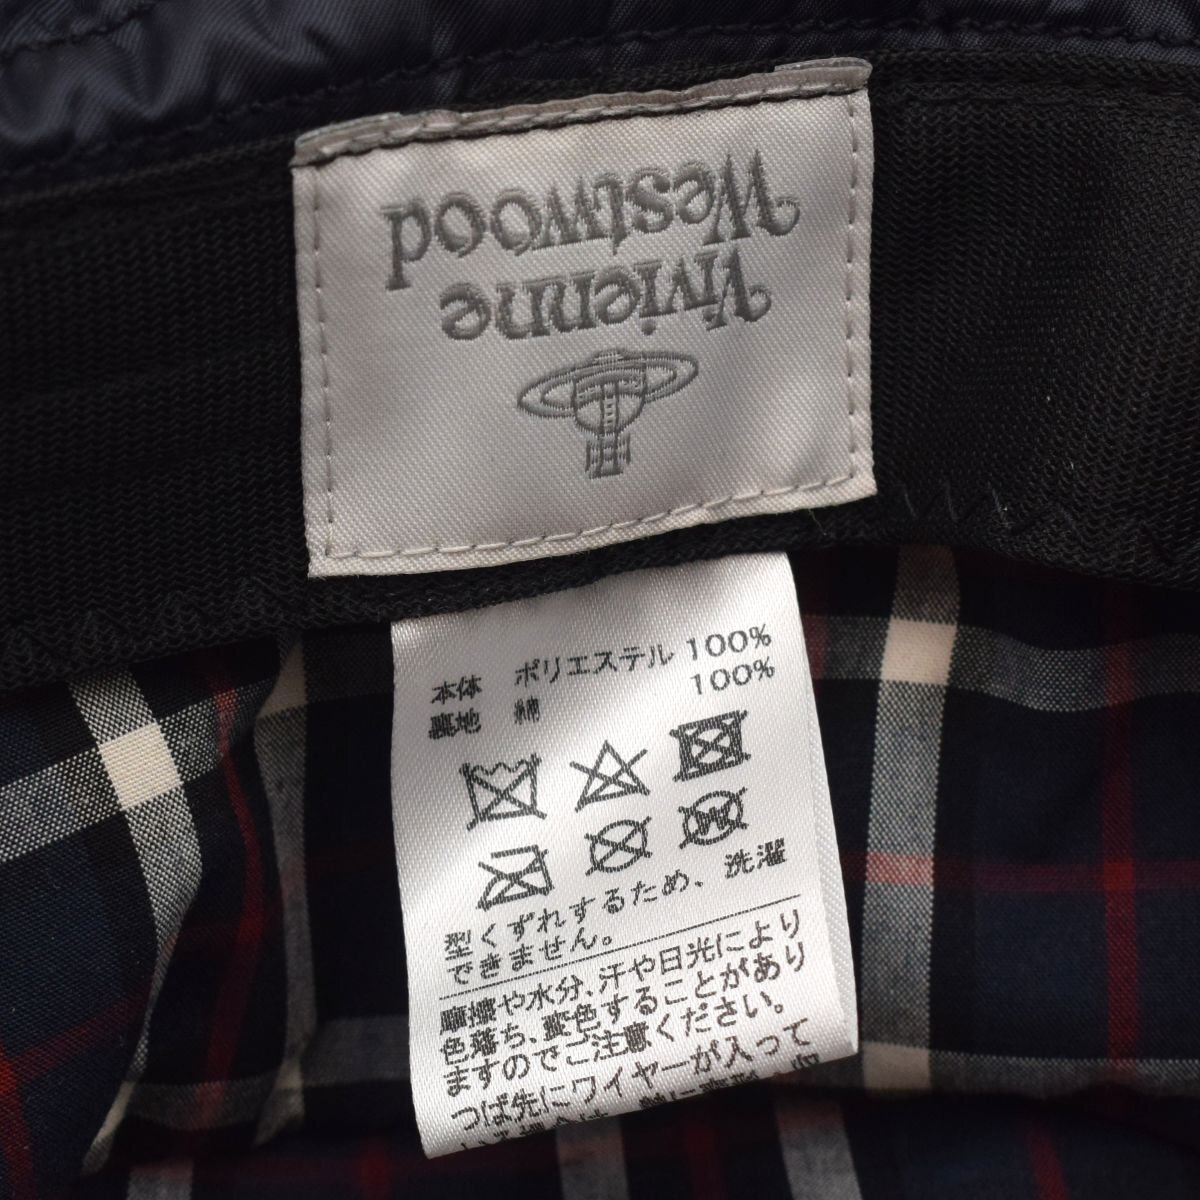 Vivienne
Westwood
本体 ポリエステル 100%
裏地 綿 100%
W
型くずれするため、洗濯
できません。
摩擦や水分、汗や日光により
色落ち、変色することがあり
ますのでご注意ください。
つば先にワイヤーが入って